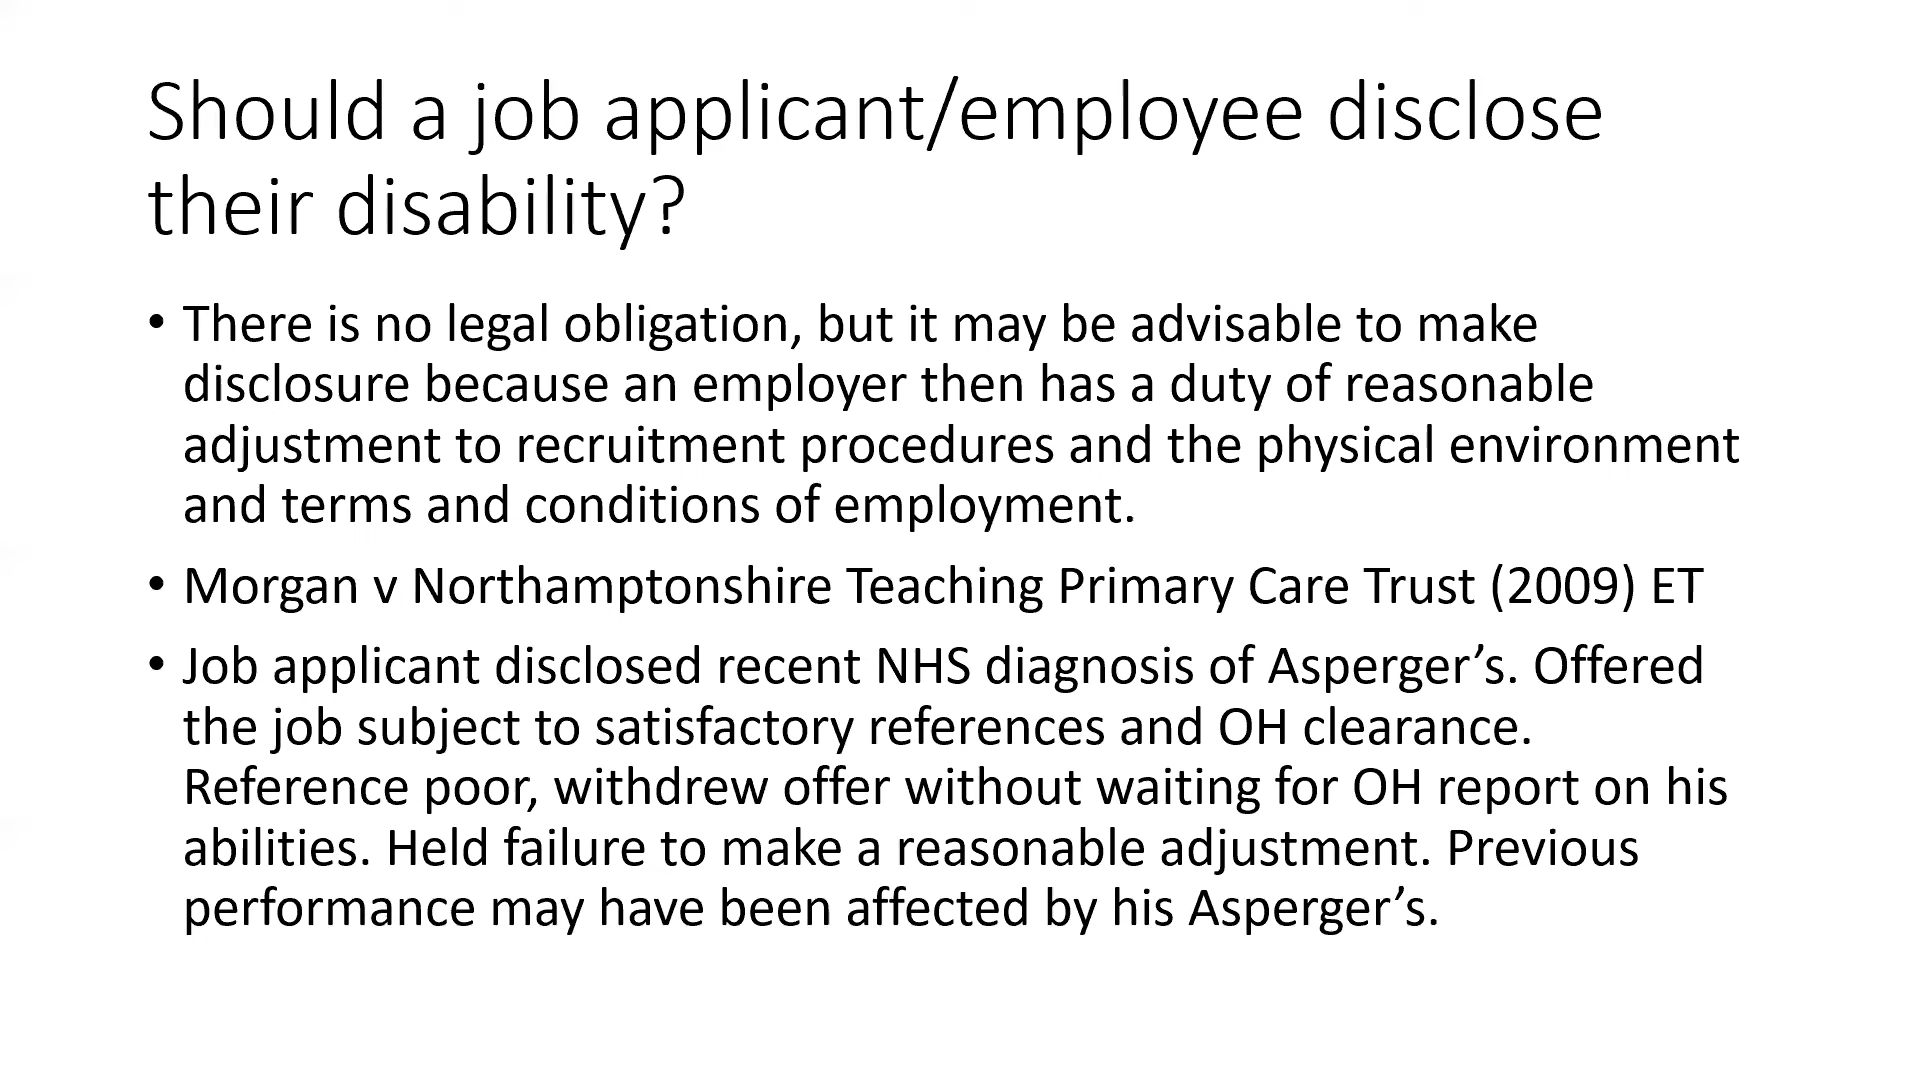 Should a job applicant/employee disclose
their disability?
• There is no legal obligation, but it may be advisable to make
disclosure because an employer then has a duty of reasonable
adjustment to recruitment procedures and the physical environment
and terms and conditions of employment.
• Morgan v Northamptonshire Teaching Primary Care Trust (2009) ET
• Job applicant disclosed recent NHS diagnosis of Asperger’s. Offered
the job subject to satisfactory references and OH clearance.
Reference poor, withdrew offer without waiting for OH report on his
abilities. Held failure to make a reasonable adjustment. Previous
performance may have been affected by his Asperger’s.